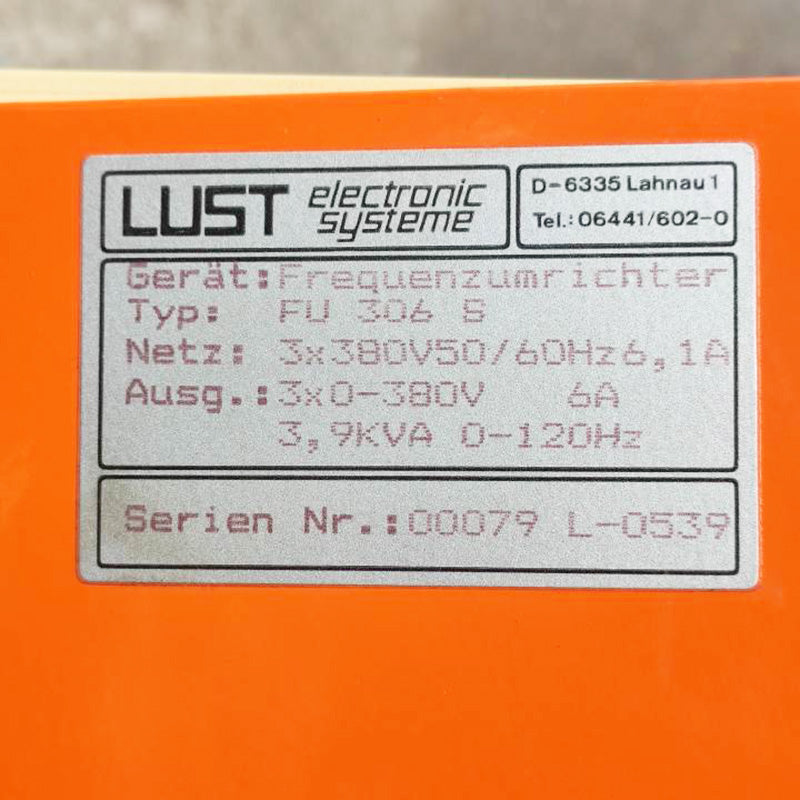 LUST electronic systeme
D-6335 Lahnau 1
Tel.: 06441/602-0
Gerät: Frequenzumrichter
Typ: FU 306 S
Netz: 3x380V50/60Hz6,1A
Ausg.: 3x0-380V 6A
3,9KVA 0-120Hz
Serien Nr.: 00079 L-0539